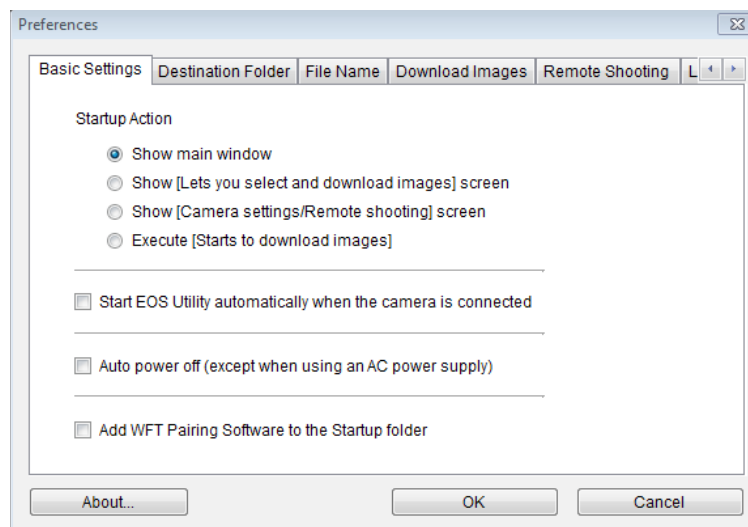 Preferences
Basic Settings Destination Folder File Name Download Images Remote Shooting L
Startup Action
Show main window
Show [Lets you select and download images] screen
Show [Camera settings/Remote shooting] screen
Execute [Starts to download images]
Start EOS Utility automatically when the camera is connected
Auto power off (except when using an AC power supply)
Add WFT Pairing Software to the Startup folder
About... OK Cancel